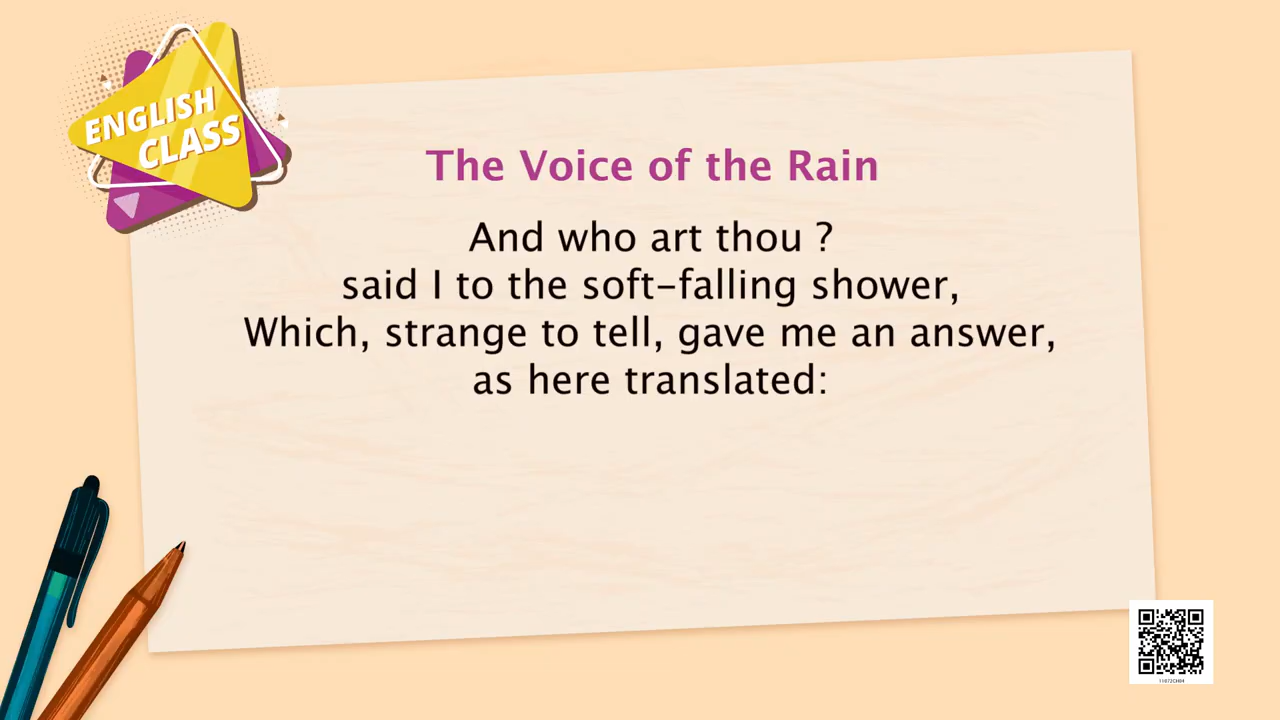 ENGLISH
CLASS
The Voice of the Rain
And who art thou ?
said I to the soft-falling shower,
Which, strange to tell, gave me an answer,
as here translated:
11072CH04